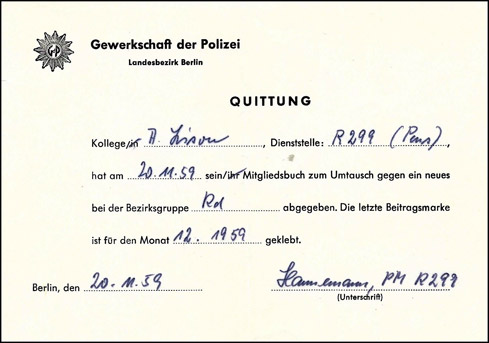 GdP
Gewerkschaft der Polizei
Landesbezirk Berlin
QUITTUNG
Kollege/in A. , Dienststelle: R 299 (Pens) ,
hat am 20.11.59 sein/ihr Mitgliedsbuch zum Umtausch gegen ein neues
bei der Bezirksgruppe Rd abgegeben. Die letzte Beitragsmarke
ist für den Monat 12. 1959 geklebt.
Berlin, den 20.11.59 Hannemann, PM R 299
(Unterschrift)